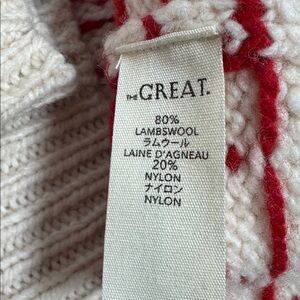 THE GREAT.
80%
LAMBSWOOL
ラムウール
LAINE D'AGNEAU
20%
NYLON
ナイロン
NYLON